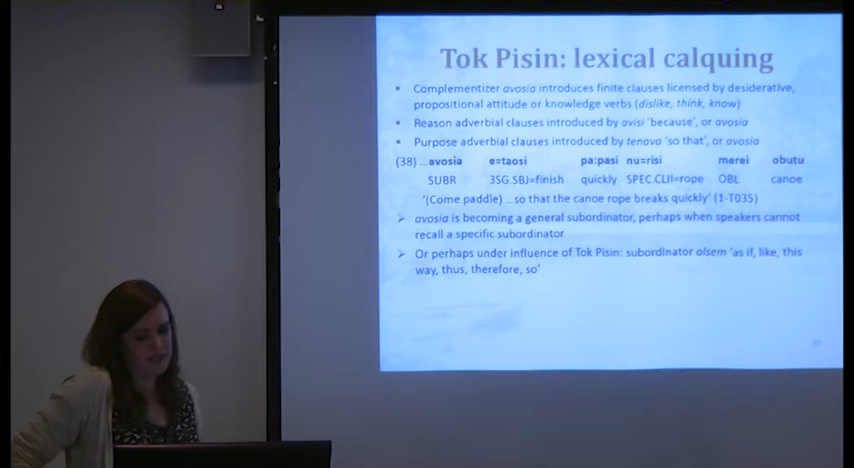 Tok Pisin: lexical calquing
▪ Complementizer avosia introduces finite clauses licensed by desiderative,
propositional attitude or knowledge verbs (dislike, think, know)
▪ Reason adverbial clauses introduced by avisi 'because', or avosia
▪ Purpose adverbial clauses introduced by tenava 'so that', or avosia
(38) ...avosia e=taosi pa:pasi nu=risi merei obutu
SUBR 3SG.SBJ=finish quickly SPEC.CLII=rope OBL canoe
'(Come paddle) ...so that the canoe rope breaks quickly' (1-T035)
➢ avosia is becoming a general subordinator, perhaps when speakers cannot
recall a specific subordinator
➢ Or perhaps under influence of Tok Pisin: subordinator olsem 'as if, like, this
way, thus, therefore, so'